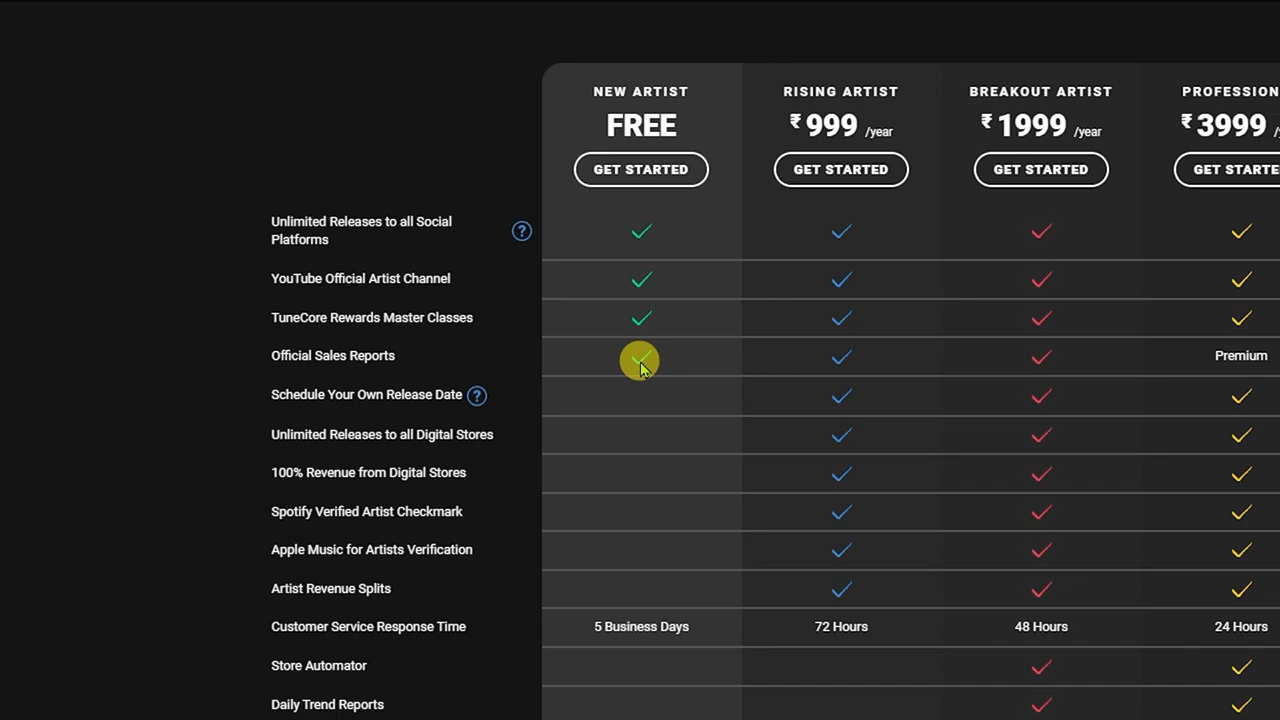 NEW ARTIST RISING ARTIST BREAKOUT ARTIST PROFESSION
FREE ₹999 /year ₹1999 /year ₹3999
GET STARTED GET STARTED GET STARTED GET STARTE
Unlimited Releases to all Social
Platforms ?
YouTube Official Artist Channel
TuneCore Rewards Master Classes
Official Sales Reports Premium
Schedule Your Own Release Date ?
Unlimited Releases to all Digital Stores
100% Revenue from Digital Stores
Spotify Verified Artist Checkmark
Apple Music for Artists Verification
Artist Revenue Splits
Customer Service Response Time 5 Business Days 72 Hours 48 Hours 24 Hours
Store Automator
Daily Trend Reports